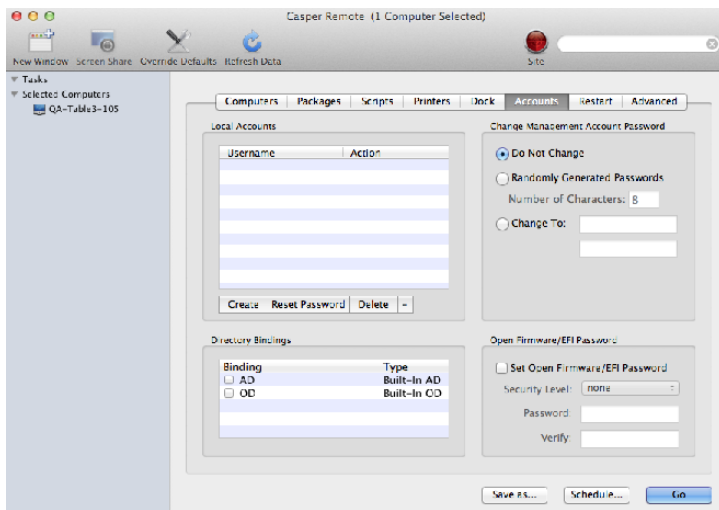 Casper Remote (1 Computer Selected)
New Window Screen Share Override Defaults Refresh Data Site
Tasks
Selected Computers
QA-Table3-105
Computers Packages Scripts Printers Dock Accounts Restart Advanced
Local Accounts
Username Action
Create Reset Password Delete -
Change Management Account Password
Do Not Change
Randomly Generated Passwords
Number of Characters: 8
Change To:
Directory Bindings
Binding Type
AD Built-In AD
OD Built-In OD
Open Firmware/EFI Password
Set Open Firmware/EFI Password
Security Level: none
Password:
Verify:
Save as... Schedule... Go